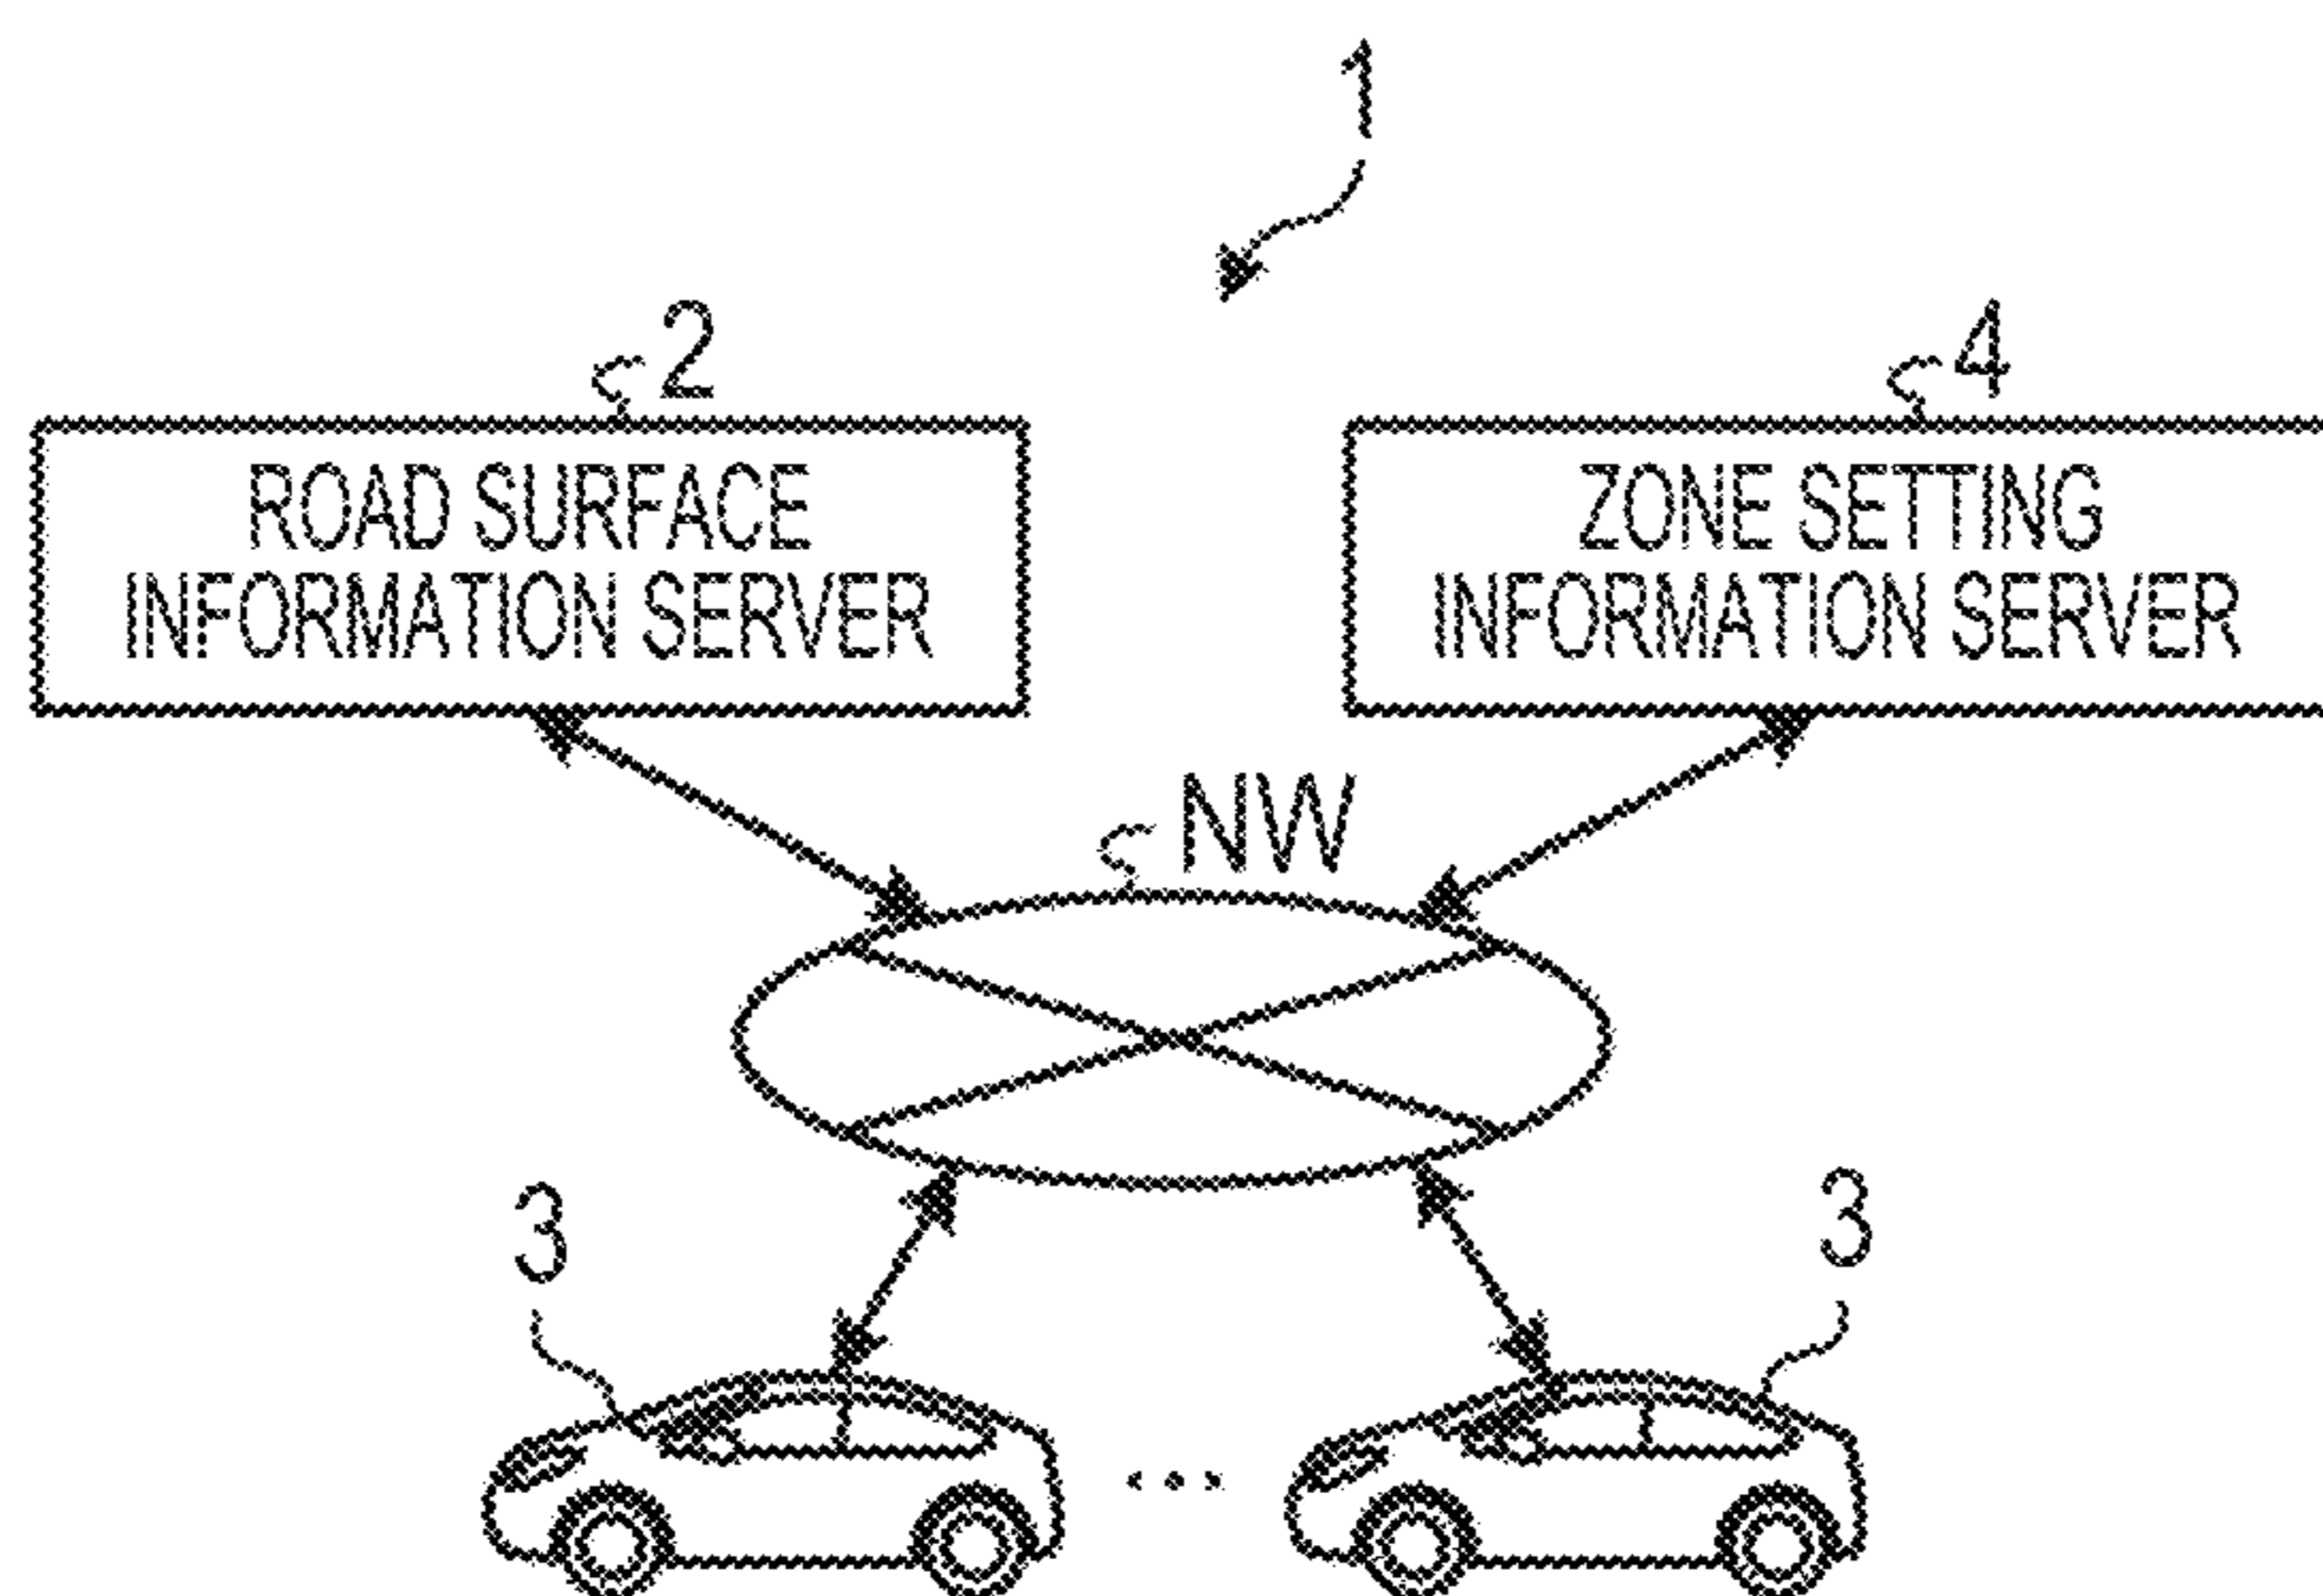 1
2
4
ROAD SURFACE
INFORMATION SERVER
ZONE SETTING
INFORMATION SERVER
NW
3
3
...